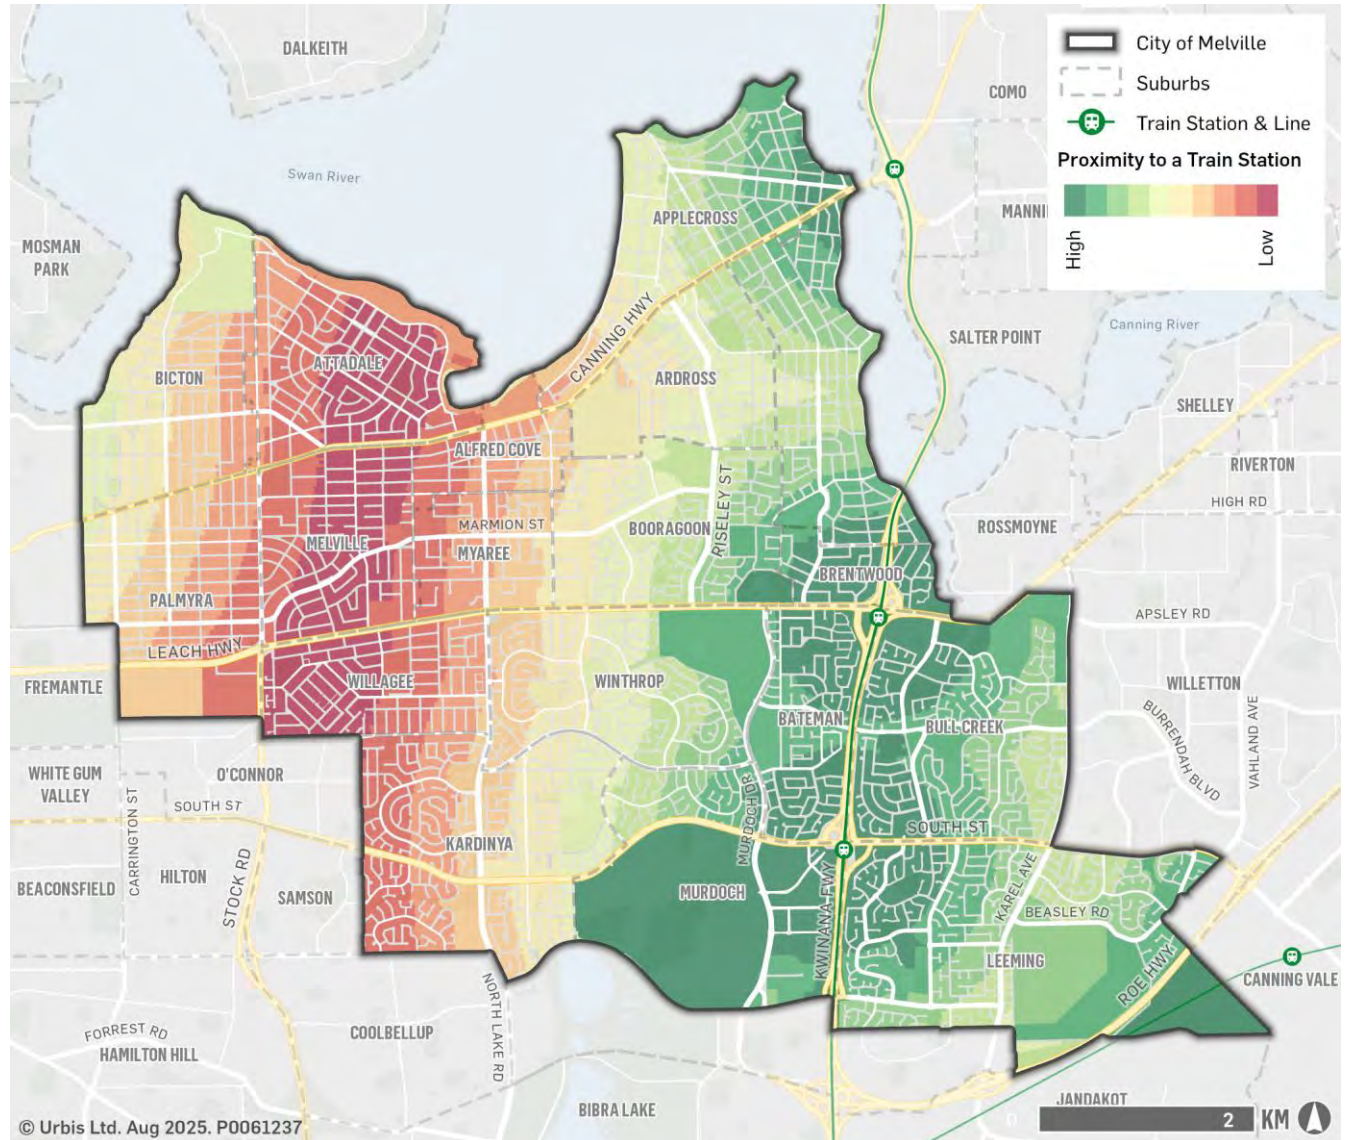 DALKEITH
COMO
City of Melville
Suburbs
Train Station & Line
Proximity to a Train Station
High
Low
Swan River
MOSMAN
PARK
APPLECROSS
MANNI
CANNING HWY
SALTER POINT
Canning River
ATTADALE
BICTON
ARDROSS
SHELLEY
ALFRED COVE
RIVERTON
RISELEY ST
HIGH RD
MARMION ST
BOORAGOON
ROSSMOYNE
MELVILLE
MYAREE
BRENTWOOD
PALMYRA
APSLEY RD
LEACH HWY
FREMANTLE
WILLAGEE
WINTHROP
WILLETTON
BATEMAN
BULL CREEK
BURRENDAH BLVD
VAHLAND AVE
WHITE GUM
VALLEY
O'CONNOR
CARRINGTON ST
SOUTH ST
MURDOCH DR
SOUTH ST
KARDINYA
STOCK RD
BEACONSFIELD
HILTON
SAMSON
MURDOCH
KWINANA FWY
KAREL AVE
BEASLEY RD
LEEMING
ROE HWY
CANNING VALE
NORTH LAKE RD
FORREST RD
HAMILTON HILL
COOLBELLUP
BIBRA LAKE
JANDAKOT
© Urbis Ltd. Aug 2025. P0061237
0 2 KM